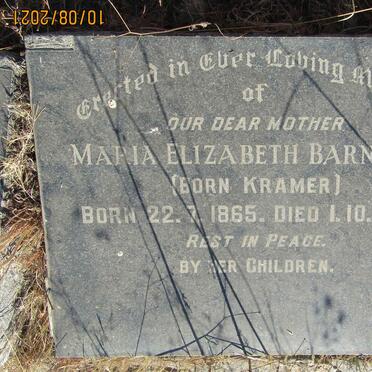 10/08/2021
Erected in Ever Loving
of
OUR DEAR MOTHER
MARIA ELIZABETH BARN
(BORN KRAMER)
BORN 22.7.1865. DIED 1.10.
REST IN PEACE.
BY HER CHILDREN.